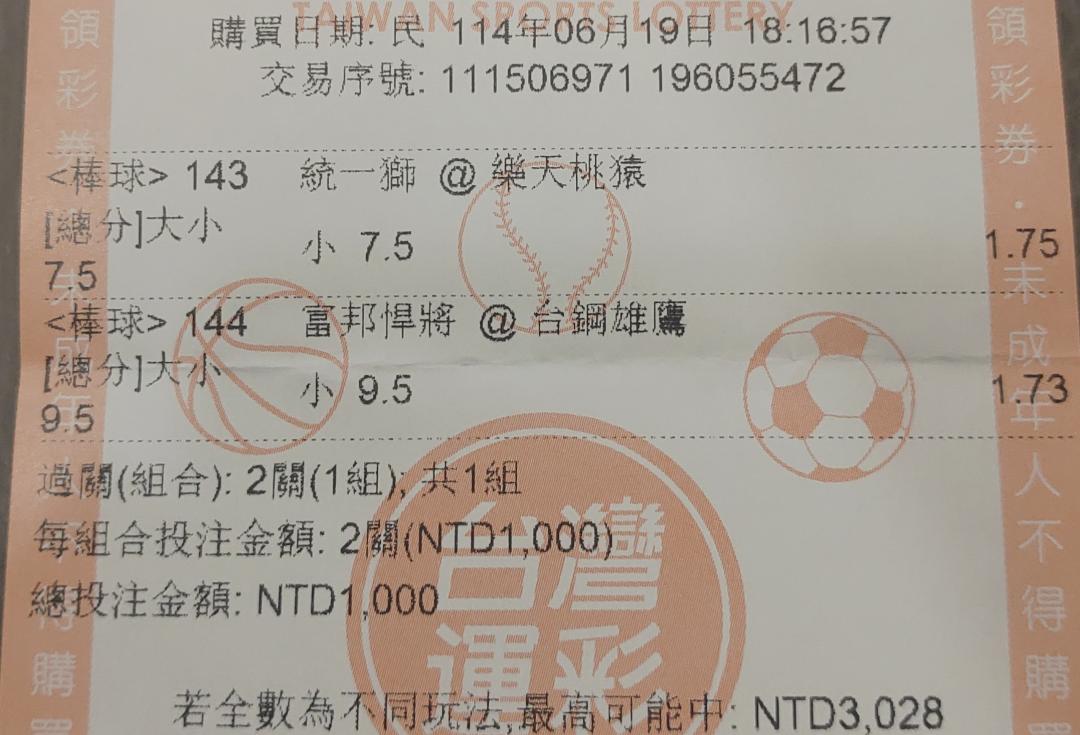 TAIWAN SPORTS LOTTERY
購買日期: 民 114年06月19日 18:16:57
交易序號: 111506971 196055472
<棒球> 143 統一獅 @ 樂天桃猿
[總分]大小 小 7.5 1.75
7.5
<棒球> 144 富邦悍將 @ 台鋼雄鷹
[總分]大小 小 9.5 1.73
9.5
過關(組合): 2關(1組); 共1組
每組合投注金額: 2關(NTD1,000)
總投注金額: NTD1,000
若全數為不同玩法,最高可能中: NTD3,028
台灣
運彩
領彩券
領彩券・未成年人不得購買